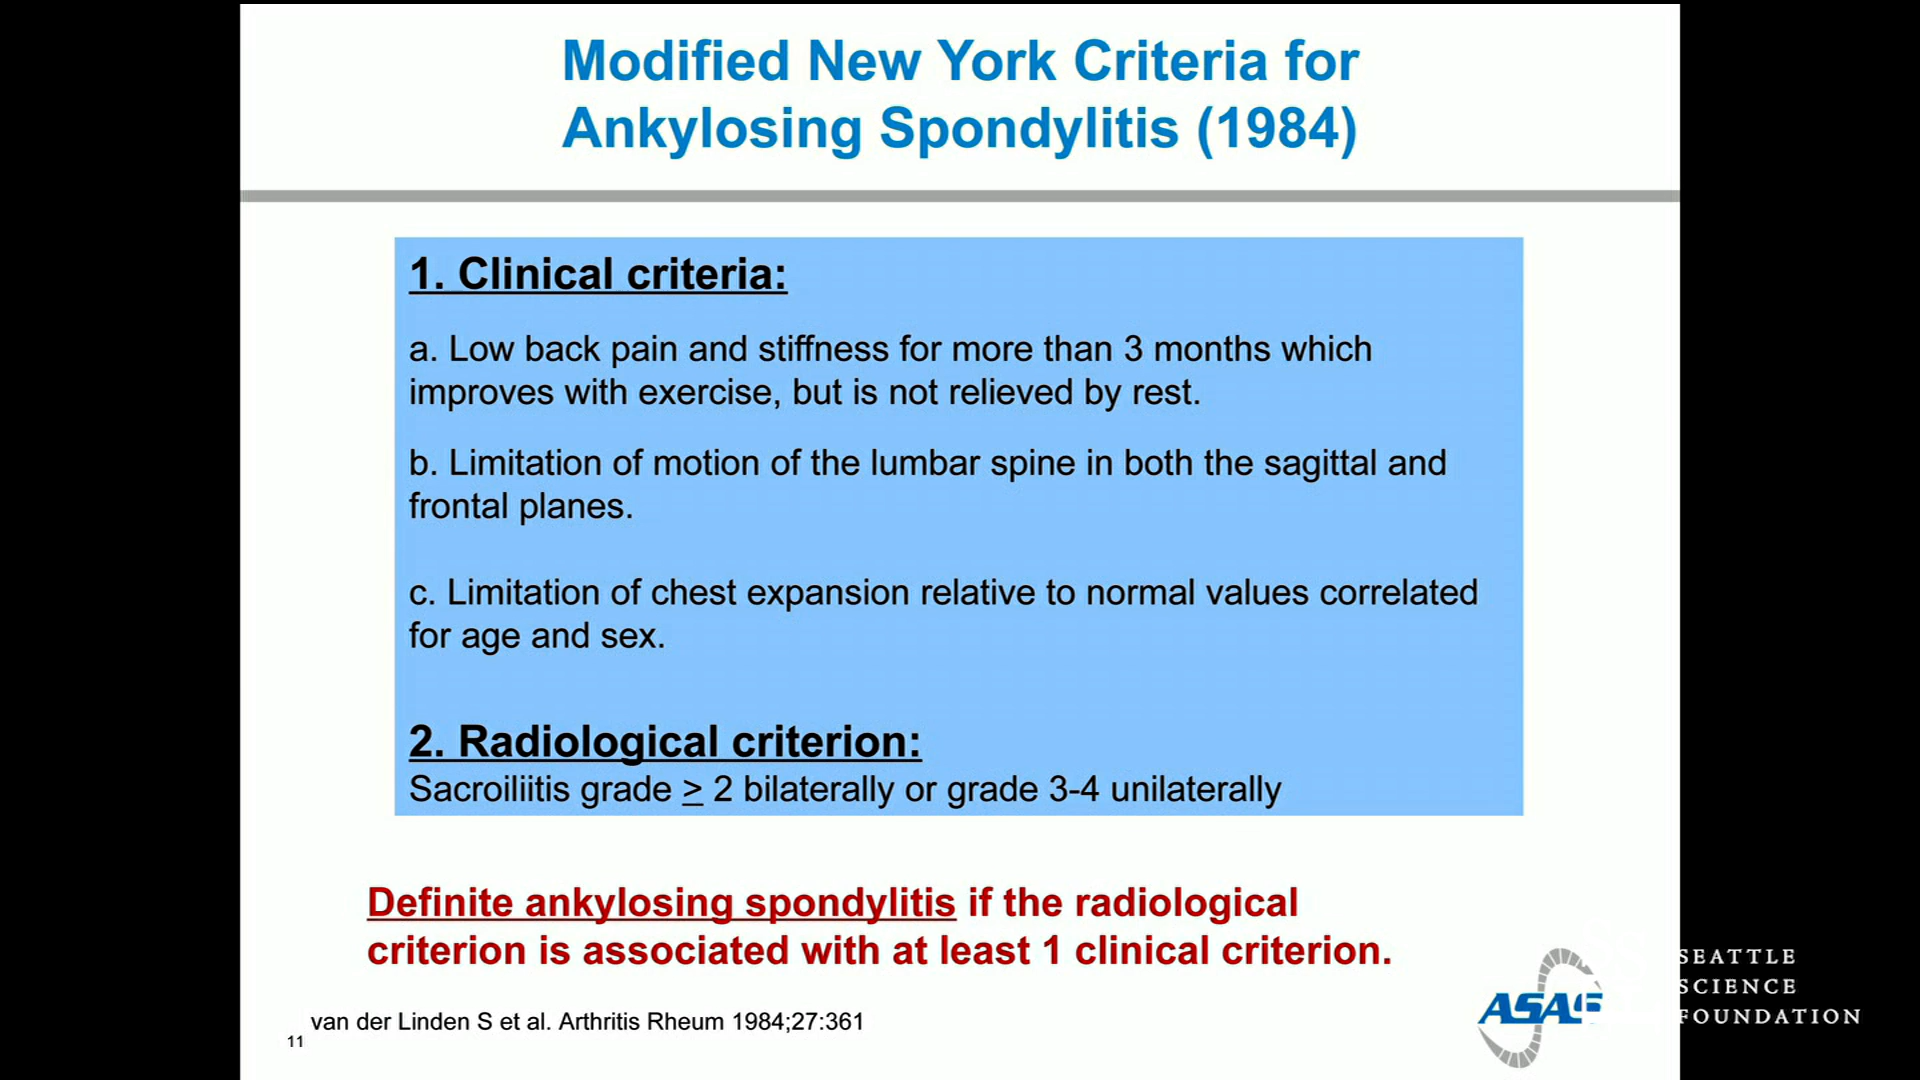 Modified New York Criteria for
Ankylosing Spondylitis (1984)
1. Clinical criteria:
a. Low back pain and stiffness for more than 3 months which
improves with exercise, but is not relieved by rest.
b. Limitation of motion of the lumbar spine in both the sagittal and
frontal planes.
c. Limitation of chest expansion relative to normal values correlated
for age and sex.
2. Radiological criterion:
Sacroiliitis grade ≥ 2 bilaterally or grade 3-4 unilaterally
Definite ankylosing spondylitis if the radiological
criterion is associated with at least 1 clinical criterion.
van der Linden S et al. Arthritis Rheum 1984;27:361
11
ASAS
SEATTLE
SCIENCE
FOUNDATION